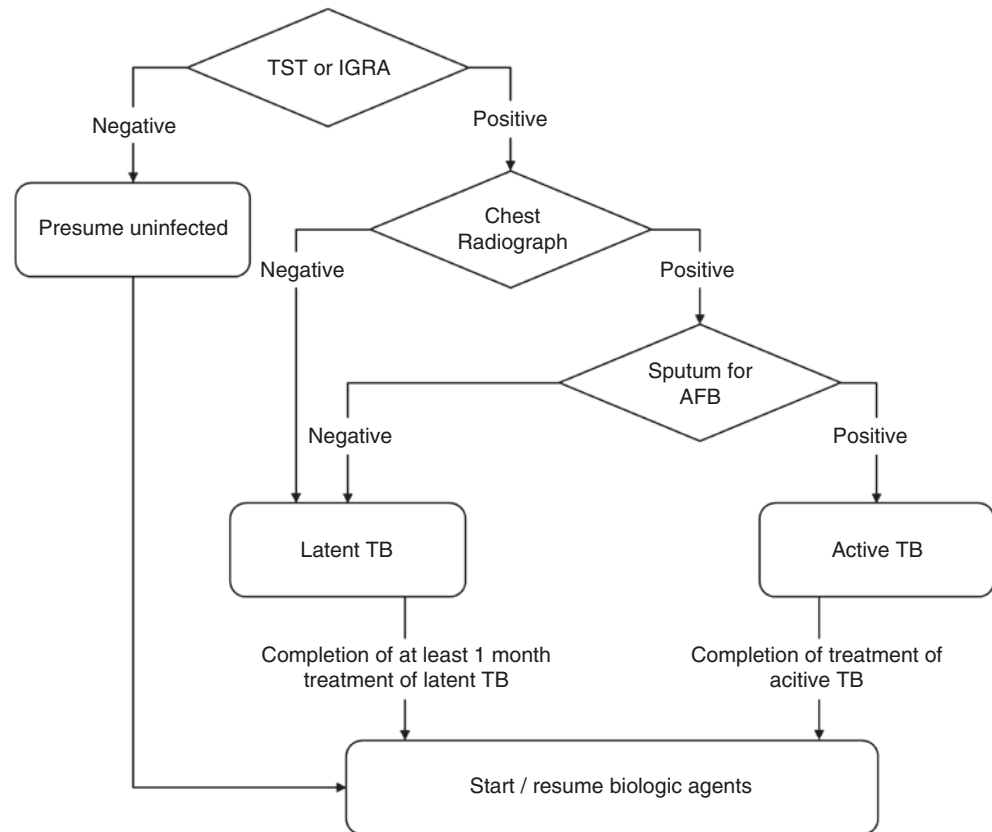 TST or IGRA
Negative
Positive
Presume uninfected
Chest
Radiograph
Negative
Positive
Sputum for
AFB
Negative
Positive
Latent TB
Active TB
Completion of at least 1 month
treatment of latent TB
Completion of treatment of
acitive TB
Start / resume biologic agents